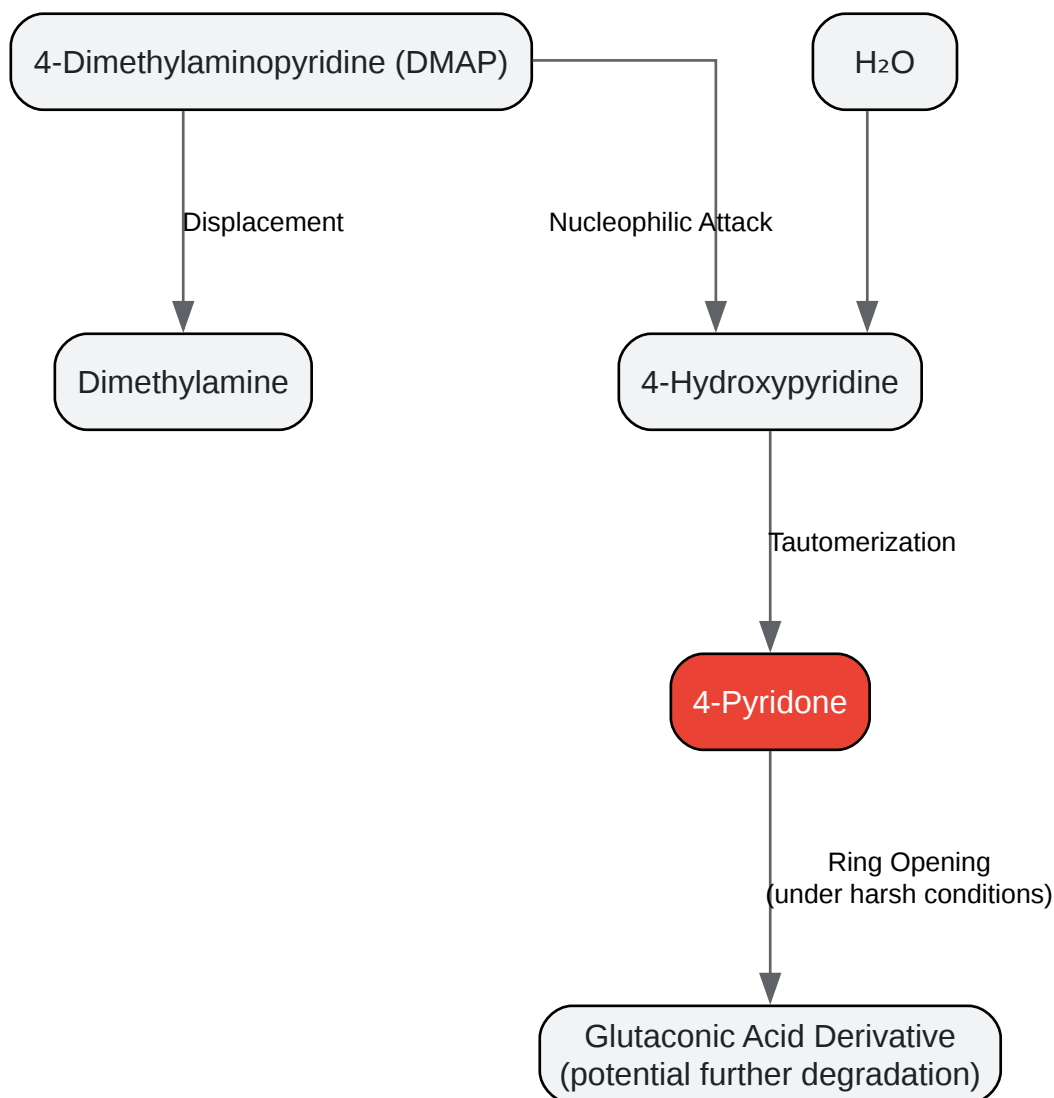 4-Dimethylaminopyridine (DMAP)
H₂O
Displacement
Nucleophilic Attack
Dimethylamine
4-Hydroxypyridine
Tautomerization
4-Pyridone
Ring Opening
(under harsh conditions)
Glutaconic Acid Derivative
(potential further degradation)